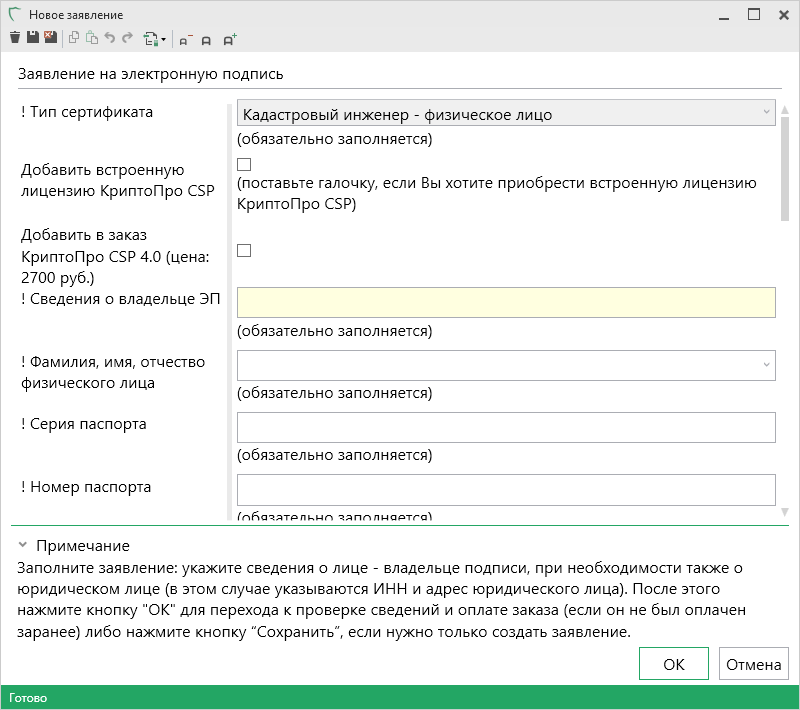 Новое заявление
Заявление на электронную подпись
! Тип сертификата
Кадастровый инженер - физическое лицо
(обязательно заполняется)
Добавить встроенную
лицензию КриптоПро CSP
(поставьте галочку, если Вы хотите приобрести встроенную лицензию
КриптоПро CSP)
Добавить в заказ
КриптоПро CSP 4.0 (цена:
2700 руб.)
! Сведения о владельце ЭП
(обязательно заполняется)
! Фамилия, имя, отчество
физического лица
(обязательно заполняется)
! Серия паспорта
(обязательно заполняется)
! Номер паспорта
(обязательно заполняется)
Примечание
Заполните заявление: укажите сведения о лице - владельце подписи, при необходимости также о
юридическом лице (в этом случае указываются ИНН и адрес юридического лица). После этого
нажмите кнопку "ОК" для перехода к проверке сведений и оплате заказа (если он не был оплачен
заранее) либо нажмите кнопку “Сохранить”, если нужно только создать заявление.
ОК
Отмена
Готово